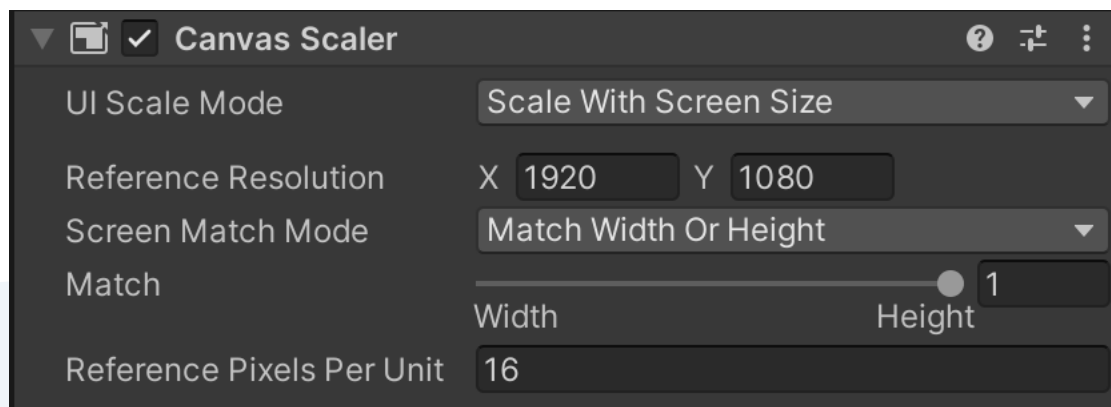 Canvas Scaler
UI Scale Mode Scale With Screen Size
Reference Resolution X 1920 Y 1080
Screen Match Mode Match Width Or Height
Match 1
Width Height
Reference Pixels Per Unit 16